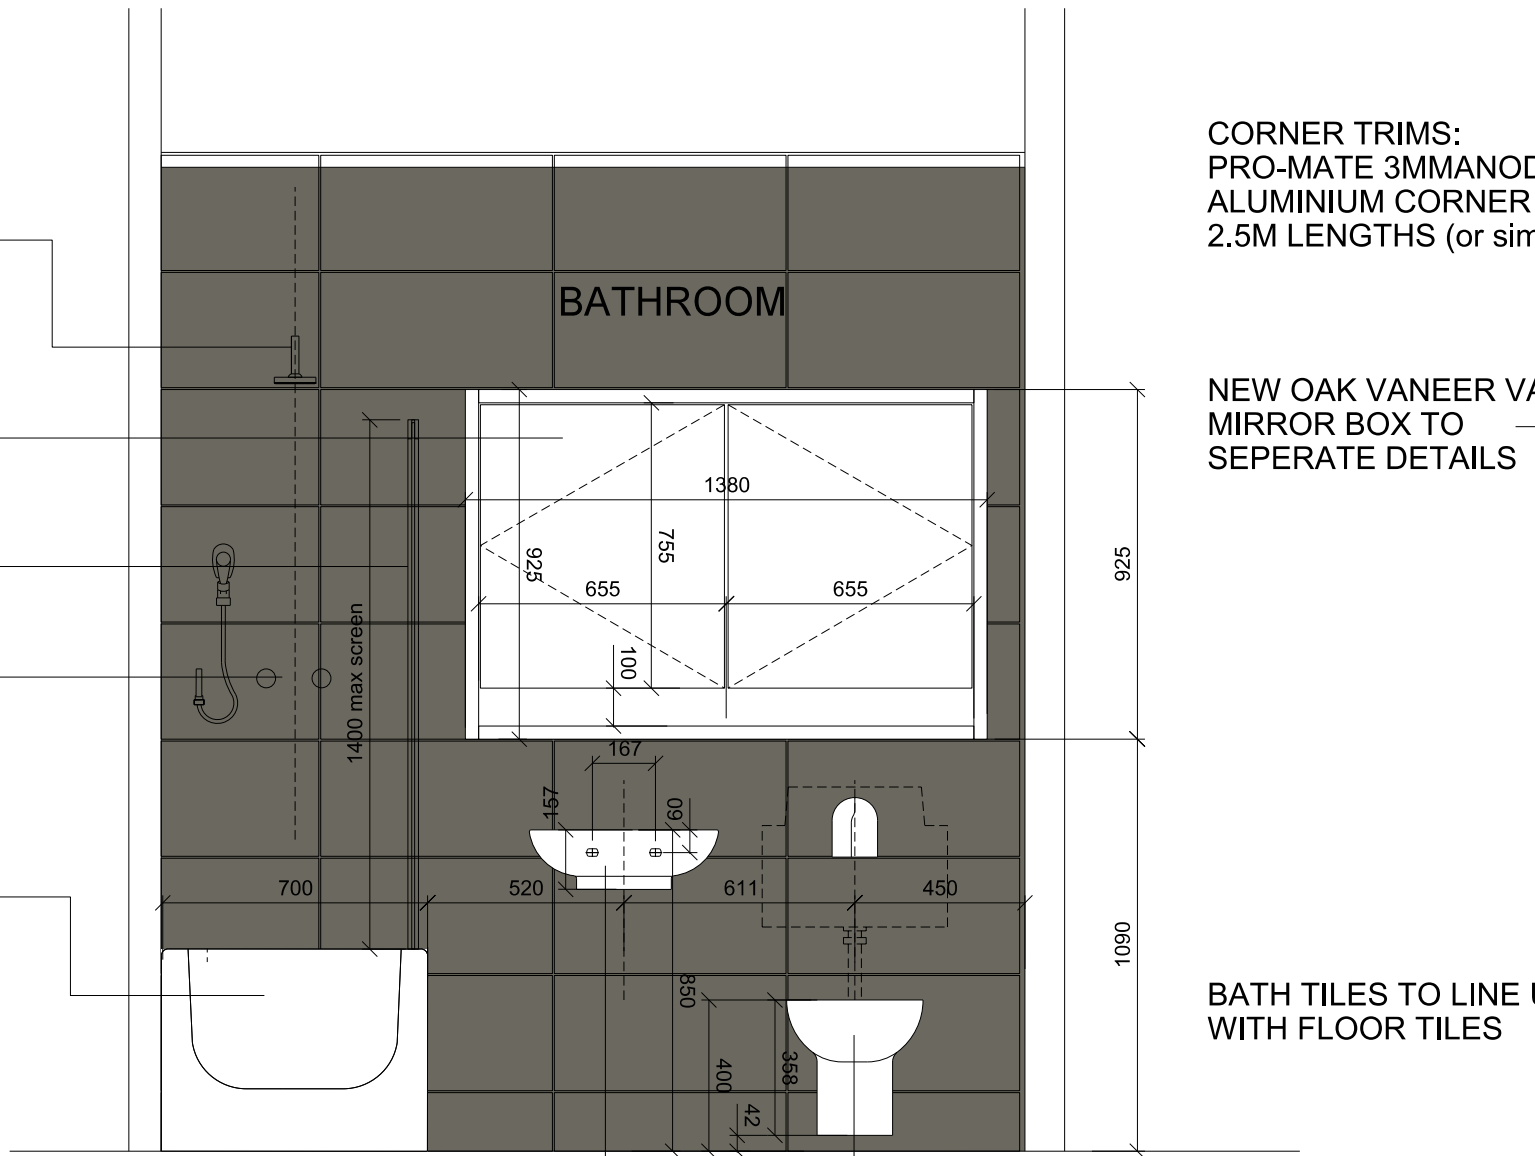 CORNER TRIMS:
PRO-MATE 3MMANOD
ALUMINIUM CORNER
2.5M LENGTHS (or sim
BATHROOM
NEW OAK VANEER VA
MIRROR BOX TO
SEPERATE DETAILS
1380
755
925
925
655
655
1400 max screen
100
167
157
60
700
520
611
450
1090
850
BATH TILES TO LINE U
WITH FLOOR TILES
400
358
42